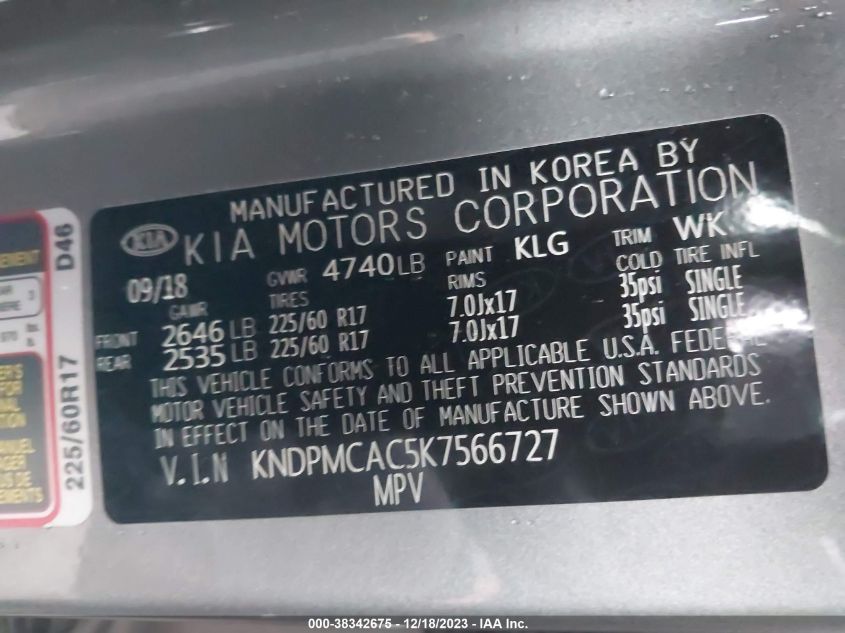 MANUFACTURED IN KOREA BY
KIA KIA MOTORS CORPORATION
09/18 GVWR 4740LB PAINT KLG TRIM WK
GAWR TIRES RIMS COLD TIRE INFL
FRONT 2646 LB 225/60 R17 7.0Jx17 35psi SINGLE
REAR 2535 LB 225/60 R17 7.0Jx17 35psi SINGLE
THIS VEHICLE CONFORMS TO ALL APPLICABLE U.S.A. FEDERAL
MOTOR VEHICLE SAFETY AND THEFT PREVENTION STANDARDS
IN EFFECT ON THE DATE OF MANUFACTURE SHOWN ABOVE.
V.I.N KNDPMCAC5K7566727
MPV
225/60R17 D46
000-38342675 - 12/18/2023 - IAA Inc.